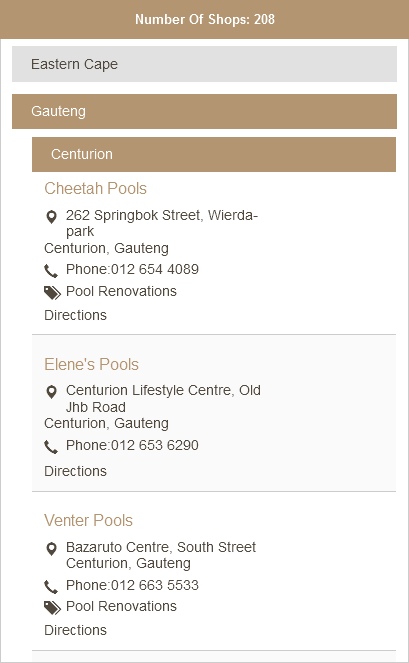 Number Of Shops: 208
Eastern Cape
Gauteng
Centurion
Cheetah Pools
262 Springbok Street, Wierda-
park
Centurion, Gauteng
Phone:012 654 4089
Pool Renovations
Directions
Elene's Pools
Centurion Lifestyle Centre, Old
Jhb Road
Centurion, Gauteng
Phone:012 653 6290
Directions
Venter Pools
Bazaruto Centre, South Street
Centurion, Gauteng
Phone:012 663 5533
Pool Renovations
Directions